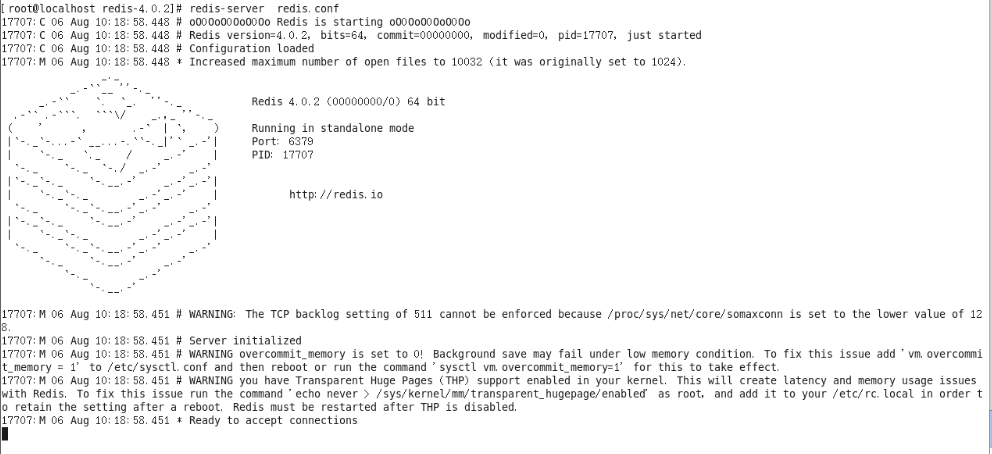 [root@localhost redis-4.0.2]# redis-server  redis.conf
17707:C 06 Aug 10:18:58.448 # oO0OoO0OoO0Oo Redis is starting oO0OoO0OoO0Oo
17707:C 06 Aug 10:18:58.448 # Redis version=4.0.2, bits=64, commit=00000000, modified=0, pid=17707, just started
17707:C 06 Aug 10:18:58.448 # Configuration loaded
17707:M 06 Aug 10:18:58.448 * Increased maximum number of open files to 10032 (it was originally set to 1024).
Redis 4.0.2 (00000000/0) 64 bit
Running in standalone mode
Port: 6379
PID: 17707
http://redis.io
17707:M 06 Aug 10:18:58.451 # WARNING: The TCP backlog setting of 511 cannot be enforced because /proc/sys/net/core/somaxconn is set to the lower value of 12
8.
17707:M 06 Aug 10:18:58.451 # Server initialized
17707:M 06 Aug 10:18:58.451 # WARNING overcommit_memory is set to 0! Background save may fail under low memory condition. To fix this issue add 'vm.overcommi
t_memory = 1' to /etc/sysctl.conf and then reboot or run the command 'sysctl vm.overcommit_memory=1' for this to take effect.
17707:M 06 Aug 10:18:58.451 # WARNING you have Transparent Huge Pages (THP) support enabled in your kernel. This will create latency and memory usage issues
with Redis. To fix this issue run the command 'echo never > /sys/kernel/mm/transparent_hugepage/enabled' as root, and add it to your /etc/rc.local in order t
o retain the setting after a reboot. Redis must be restarted after THP is disabled.
17707:M 06 Aug 10:18:58.451 * Ready to accept connections